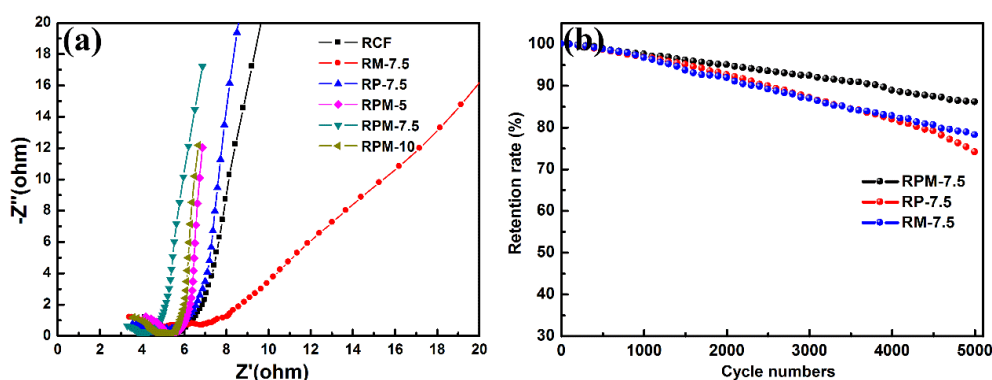 (a)
20
18
16
14
12
10
8
6
4
2
0
-Z''(ohm)
0 2 4 6 8 10 12 14 16 18 20
Z'(ohm)
RCF
RM-7.5
RP-7.5
RPM-5
RPM-7.5
RPM-10
(b)
100
90
80
70
60
50
40
30
Retention rate (%)
0 1000 2000 3000 4000 5000
Cycle numbers
RPM-7.5
RP-7.5
RM-7.5